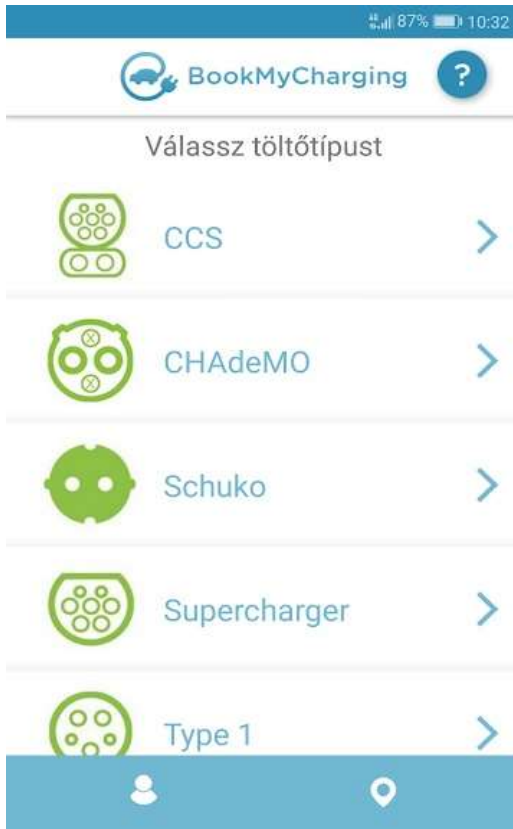 87% 10:32
BookMyCharging ?
Válassz töltőtípust
CCS
CHAdeMO
Schuko
Supercharger
Type 1